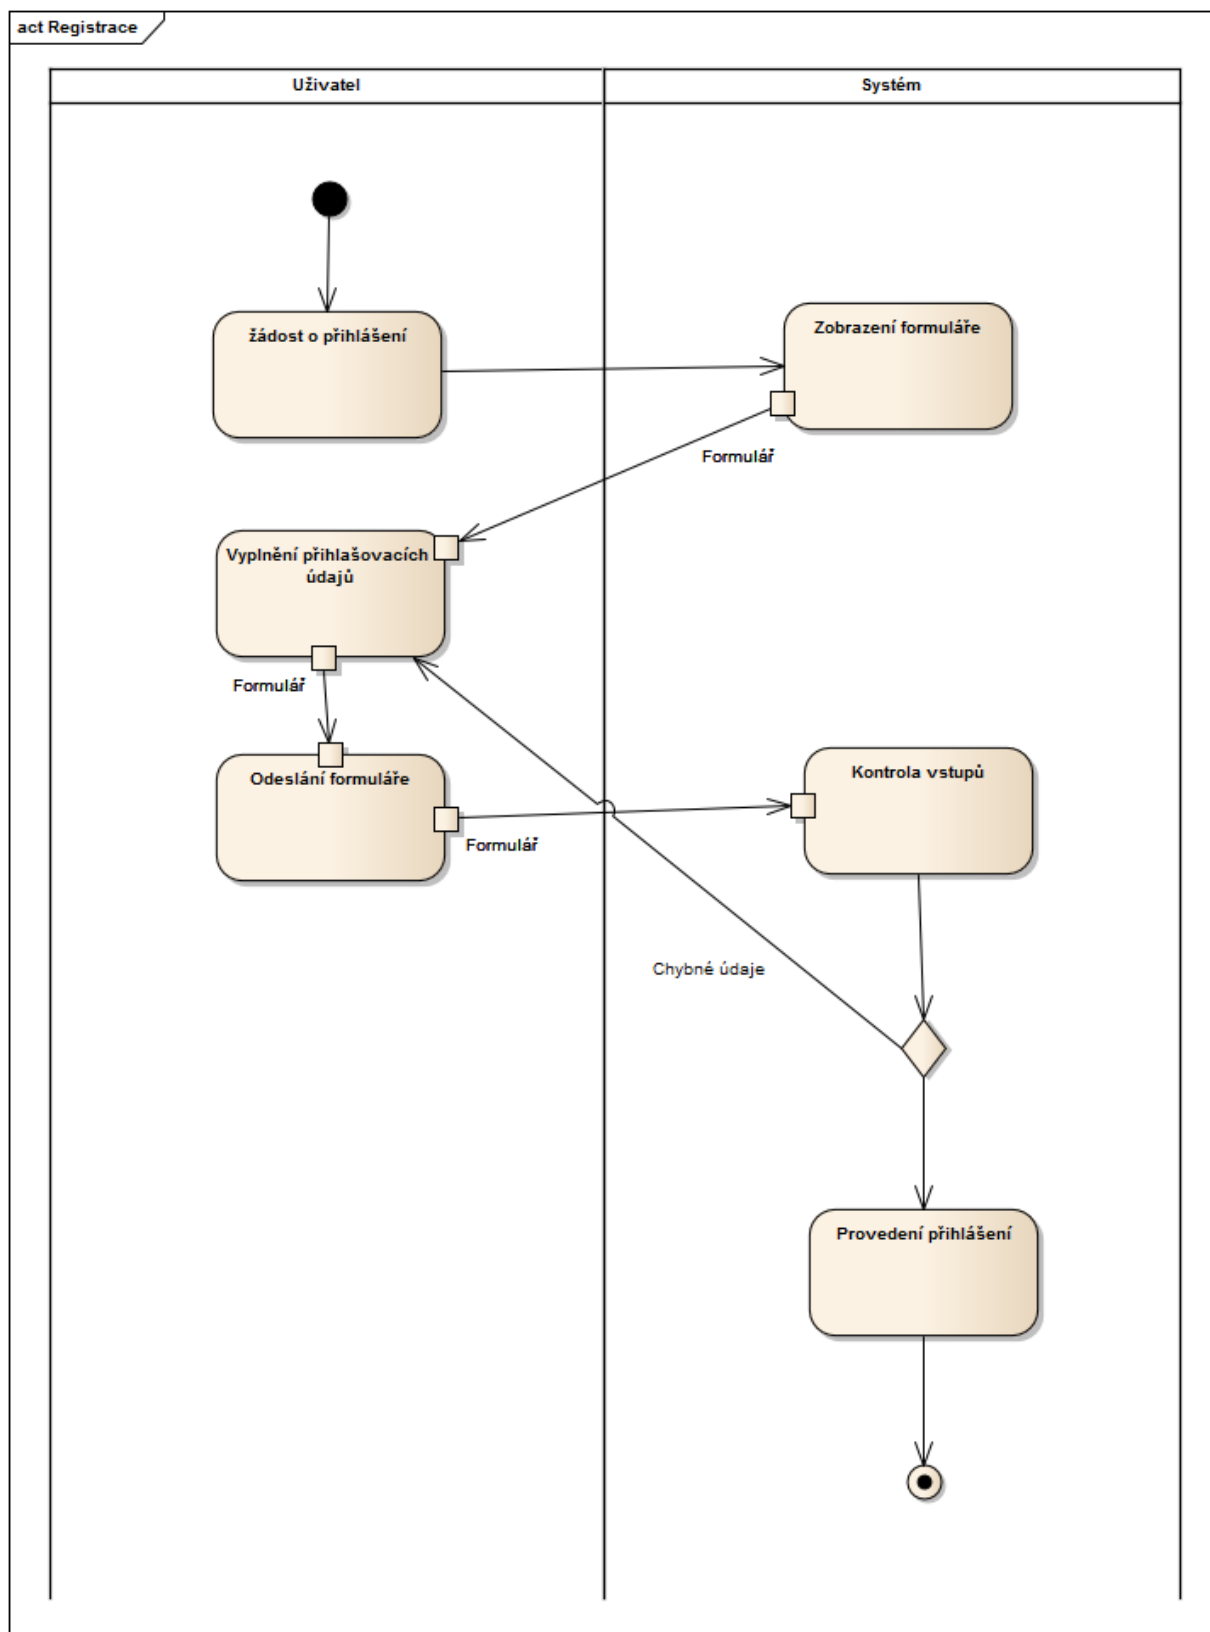 act Registrace
Uživatel
Systém
žádost o přihlášení
Zobrazení formuláře
Formulář
Vyplnění přihlašovacích
údajů
Formulář
Odeslání formuláře
Kontrola vstupů
Formulář
Chybné údaje
Provedení přihlášení